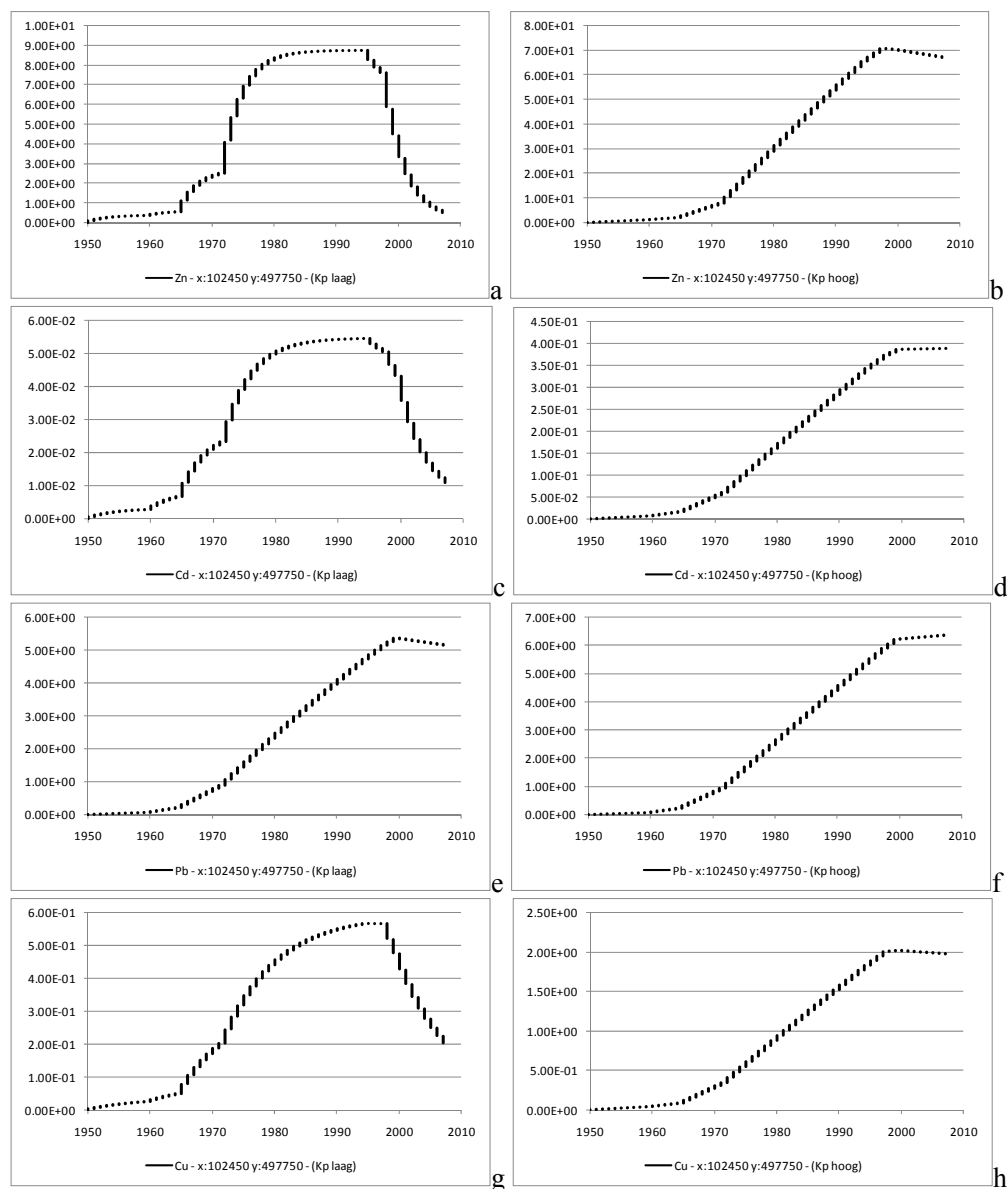 1.00E+01
9.00E+00
8.00E+00
7.00E+00
6.00E+00
5.00E+00
4.00E+00
3.00E+00
2.00E+00
1.00E+00
0.00E+00
1950 1960 1970 1980 1990 2000 2010
Zn - x:102450 y:497750 - (Kp laag)
a
8.00E+01
7.00E+01
6.00E+01
5.00E+01
4.00E+01
3.00E+01
2.00E+01
1.00E+01
0.00E+00
1950 1960 1970 1980 1990 2000 2010
Zn - x:102450 y:497750 - (Kp hoog)
b
6.00E-02
5.00E-02
4.00E-02
3.00E-02
2.00E-02
1.00E-02
0.00E+00
1950 1960 1970 1980 1990 2000 2010
Cd - x:102450 y:497750 - (Kp laag)
c
4.50E-01
4.00E-01
3.50E-01
3.00E-01
2.50E-01
2.00E-01
1.50E-01
1.00E-01
5.00E-02
0.00E+00
1950 1960 1970 1980 1990 2000 2010
Cd - x:102450 y:497750 - (Kp hoog)
d
6.00E+00
5.00E+00
4.00E+00
3.00E+00
2.00E+00
1.00E+00
0.00E+00
1950 1960 1970 1980 1990 2000 2010
Pb - x:102450 y:497750 - (Kp laag)
e
7.00E+00
6.00E+00
5.00E+00
4.00E+00
3.00E+00
2.00E+00
1.00E+00
0.00E+00
1950 1960 1970 1980 1990 2000 2010
Pb - x:102450 y:497750 - (Kp hoog)
f
6.00E-01
5.00E-01
4.00E-01
3.00E-01
2.00E-01
1.00E-01
0.00E+00
1950 1960 1970 1980 1990 2000 2010
Cu - x:102450 y:497750 - (Kp laag)
g
2.50E+00
2.00E+00
1.50E+00
1.00E+00
5.00E-01
0.00E+00
1950 1960 1970 1980 1990 2000 2010
Cu - x:102450 y:497750 - (Kp hoog)
h